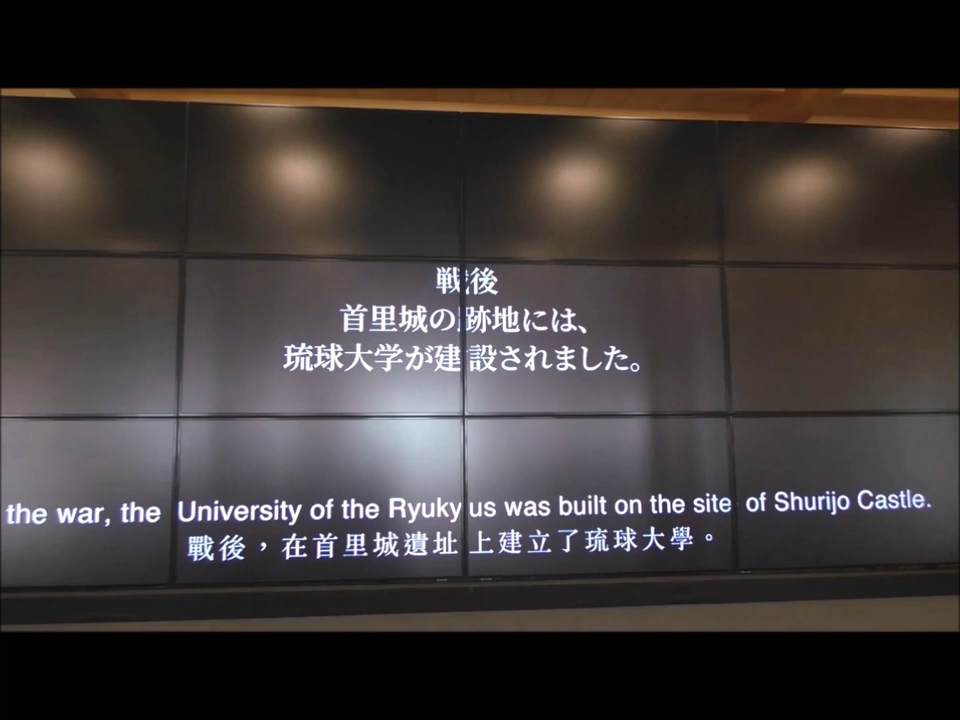 戦後
首里城の跡地には、
琉球大学が建設されました。
the war, the University of the Ryukyus was built on the site of Shurijo Castle.
戰後，在首里城遺址上建立了琉球大學。